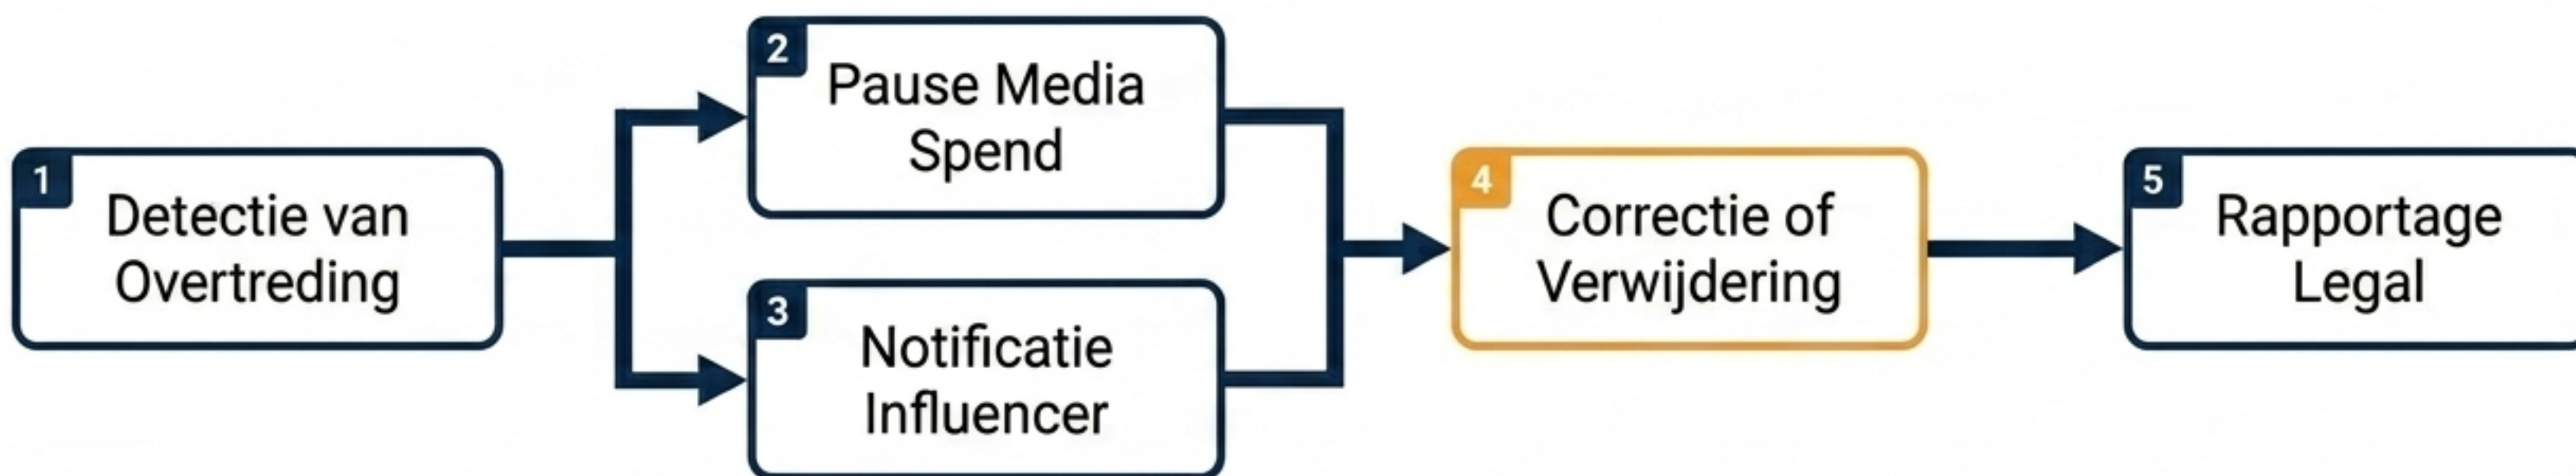 1
Detectie van
Overtreding
2
Pause Media
Spend
3
Notificatie
Influencer
4
Correctie of
Verwijdering
5
Rapportage
Legal